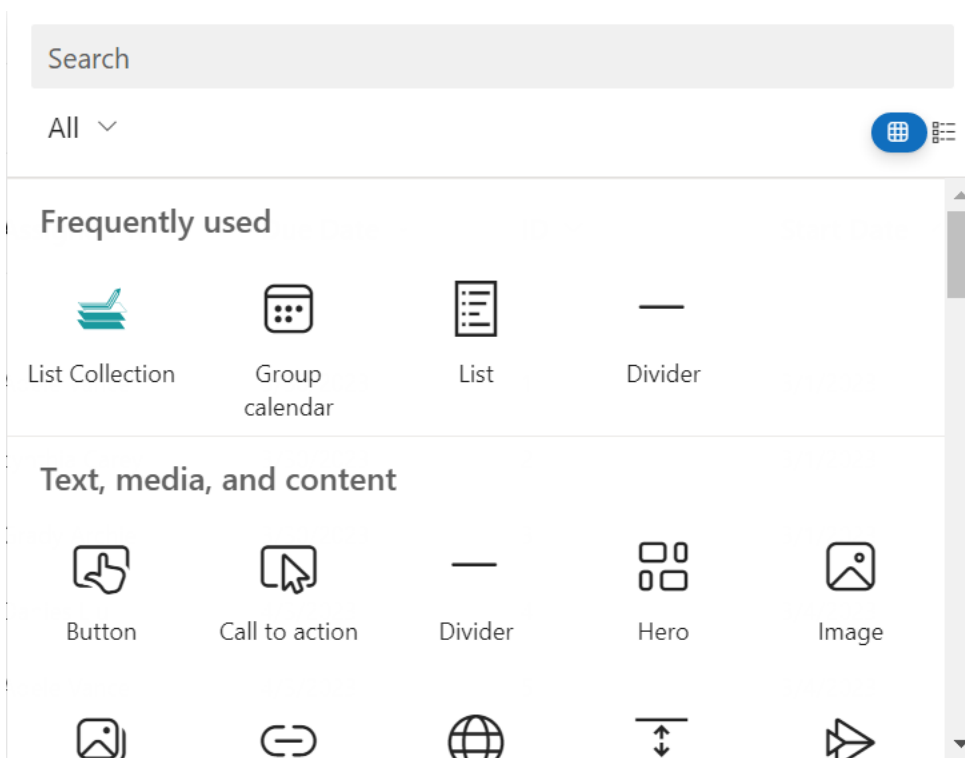 Search
All
Frequently used
List Collection
Group
calendar
List
Divider
Text, media, and content
Button
Call to action
Divider
Hero
Image